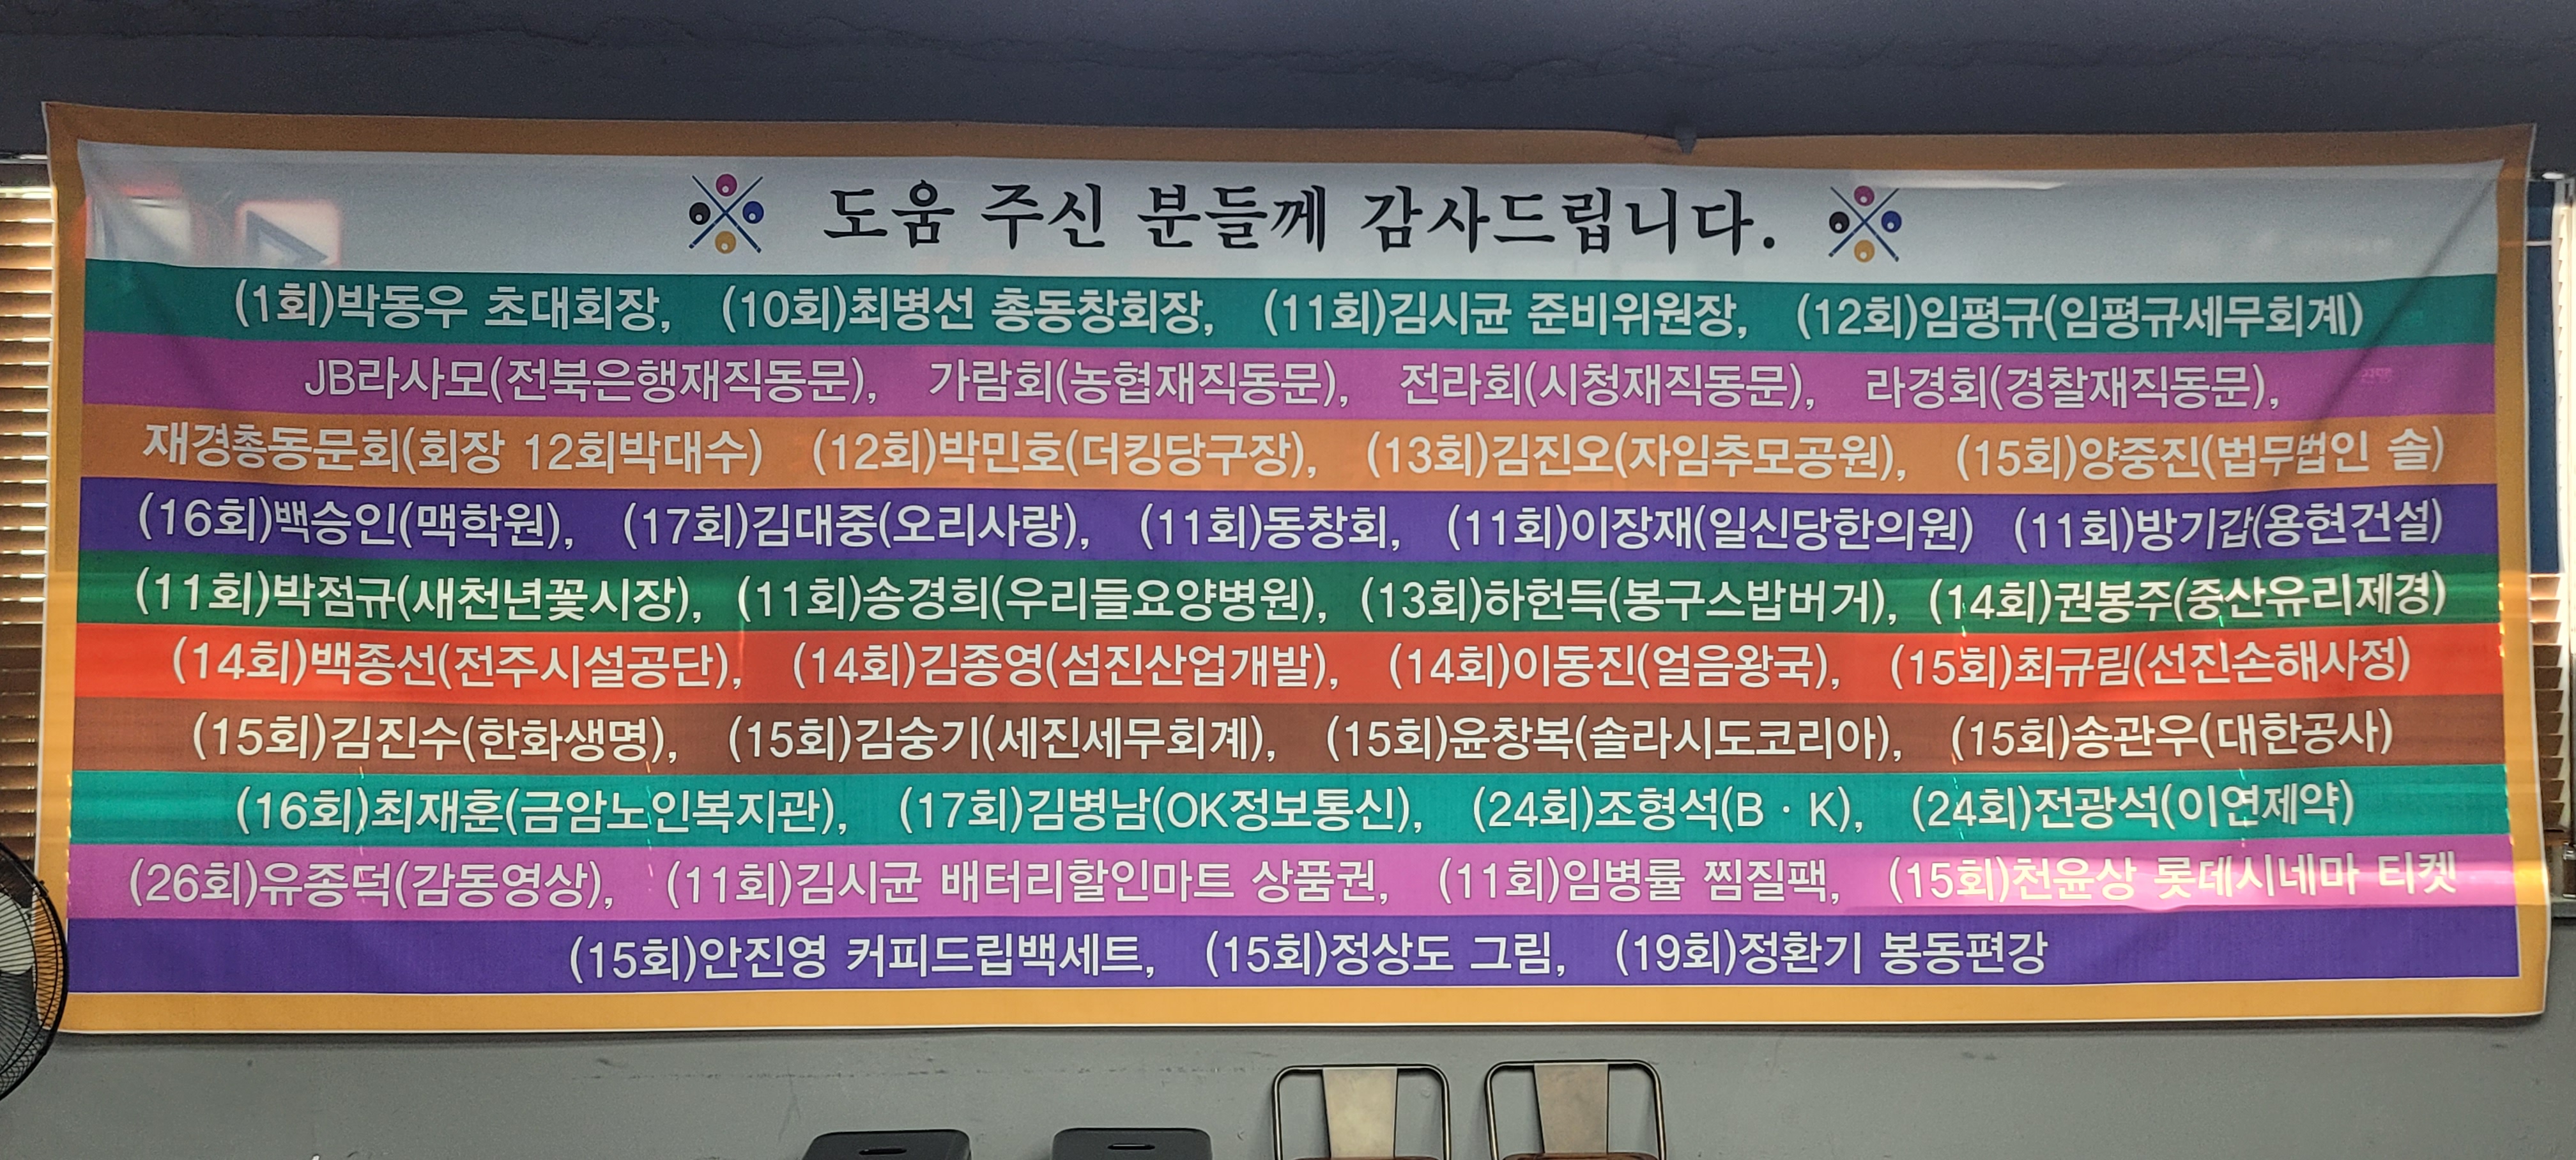 도움 주신 분들께 감사드립니다.
(1회)박동우 초대회장, (10회)최병선 총동창회장, (11회)김시균 준비위원장, (12회)임평규(임평규세무회계)
JB라사모(전북은행재직동문), 가람회(농협재직동문), 전라회(시청재직동문), 라경회(경찰재직동문),
재경총동문회(회장 12회박대수) (12회)박민호(더킹당구장), (13회)김진오(자임추모공원), (15회)양중진(법무법인 솔)
(16회)백승인(맥학원), (17회)김대중(오리사랑), (11회)동창회, (11회)이장재(일신당한의원) (11회)방기갑(용현건설)
(11회)박점규(새천년꽃시장), (11회)송경희(우리들요양병원), (13회)하헌득(봉구스밥버거), (14회)권봉주(중산유리제경)
(14회)백종선(전주시설공단), (14회)김종영(섬진산업개발), (14회)이동진(얼음왕국), (15회)최규림(선진손해사정)
(15회)김진수(한화생명), (15회)김숭기(세진세무회계), (15회)윤창복(솔라시도코리아), (15회)송관우(대한공사)
(16회)최재훈(금암노인복지관), (17회)김병남(OK정보통신), (24회)조형석(B · K), (24회)전광석(이연제약)
(26회)유종덕(감동영상), (11회)김시균 배터리할인마트 상품권, (11회)임병률 찜질팩, (15회)천윤상 롯데시네마 티켓
(15회)안진영 커피드립백세트, (15회)정상도 그림, (19회)정환기 봉동편강